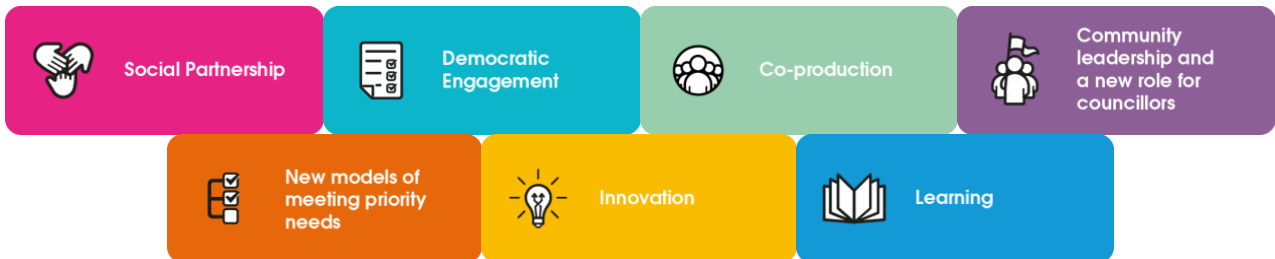 Social Partnership
Democratic
Engagement
Co-production
Community
leadership and
a new role for
councillors
New models of
meeting priority
needs
Innovation
Learning